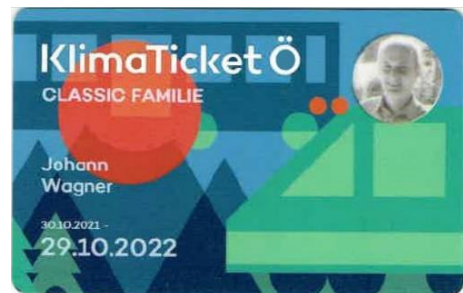 KlimaTicket Ö
CLASSIC FAMILIE
Johann
Wagner
30.10.2021 -
29.10.2022